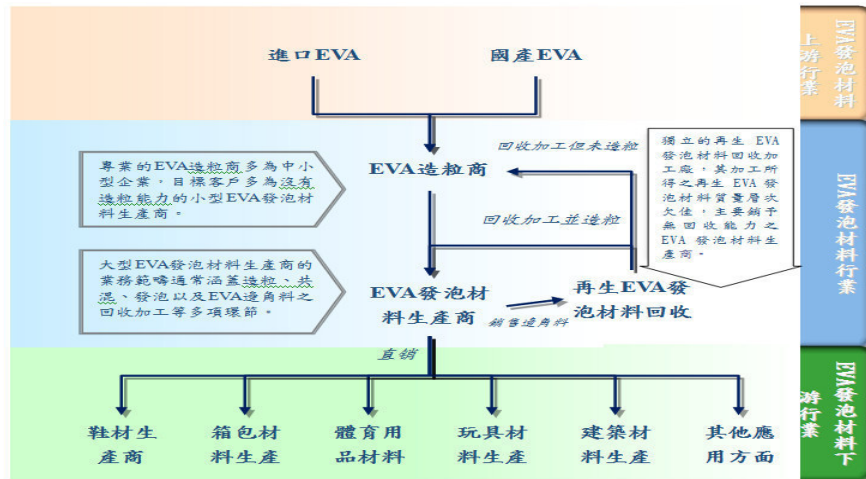 進口EVA
國產EVA
EVA發泡材料
上游行業
回收加工但未造粒
專業的EVA造粒商多為中小
型企業，目標客戶多為沒有
造粒能力的小型EVA發泡材
料生產商。
EVA造粒商
獨立的再生 EVA
發泡材料回收加
工廠，其加工所
得之再生 EVA 發
泡材料質量層次
欠佳，主要銷予
無回收能力之
EVA 發泡材料生
產商。
EVA發泡材料行業
回收加工並造粒
大型EVA發泡材料生產商的
業務範疇通常涵蓋造粒、共
混、發泡以及EVA邊角料之
回收加工等多項環節。
EVA發泡材
料生產商
銷售邊角料
再生EVA發
泡材料回收
直銷
EVA發泡材料下
游行業
鞋材生
產商
箱包材
料生產
體育用
品材料
玩具材
料生產
建築材
料生產
其他應
用方面